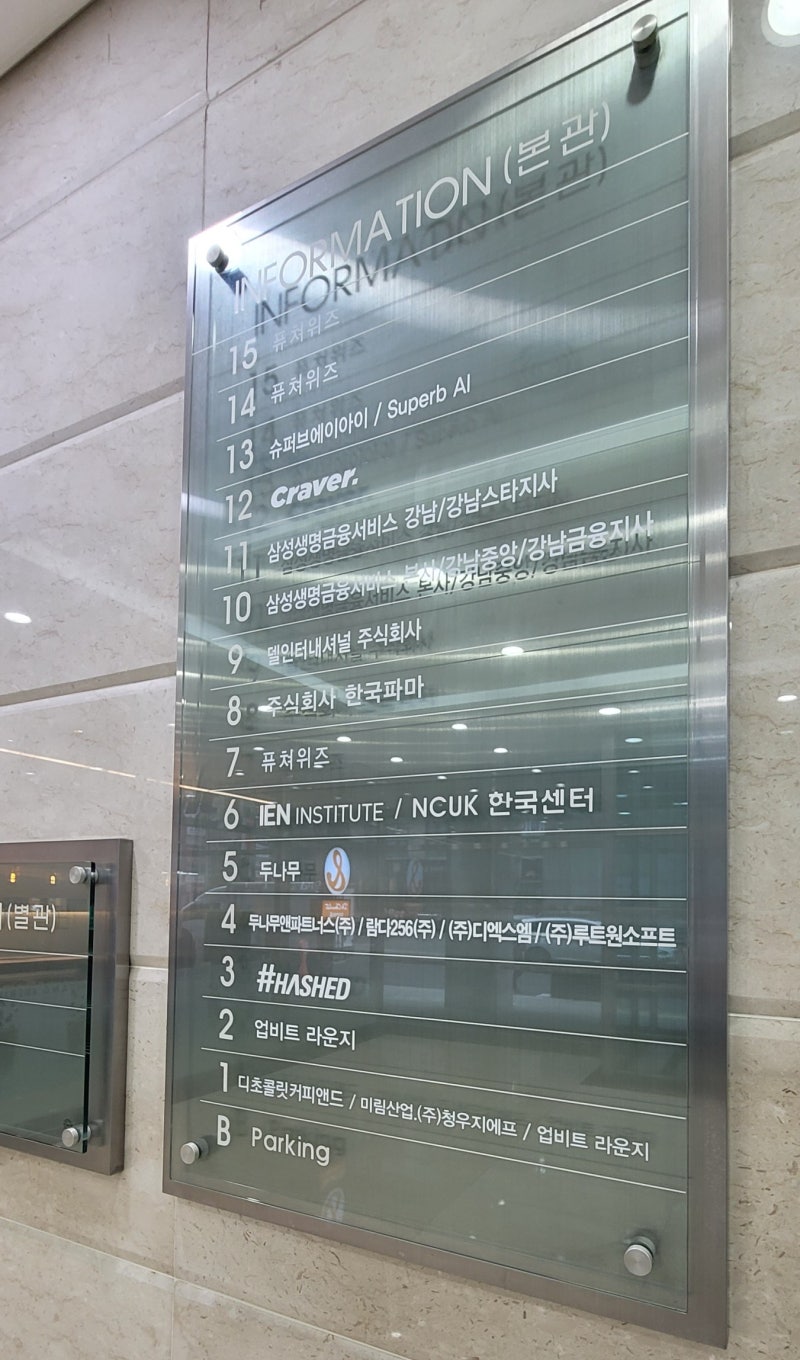 INFORMATION (본관)
15 퓨쳐위즈
14 퓨쳐위즈
13 슈퍼브에이아이 / Superb AI
12 Craver.
11 삼성생명금융서비스 강남/강남스타지사
10 삼성생명금융서비스 본사/강남중앙/강남금융지사
9 델인터내셔널 주식회사
8 주식회사 한국파마
7 퓨쳐위즈
6 IEN INSTITUTE / NCUK 한국센터
5 두나무
4 두나무앤파트너스(주) / 람다256(주) / (주)디엑스엠 / (주)루트원소프트
3 #HASHED
2 업비트 라운지
1 디초콜릿커피앤드 / 미림산업.(주)청우지에프 / 업비트 라운지
B Parking
(별관)